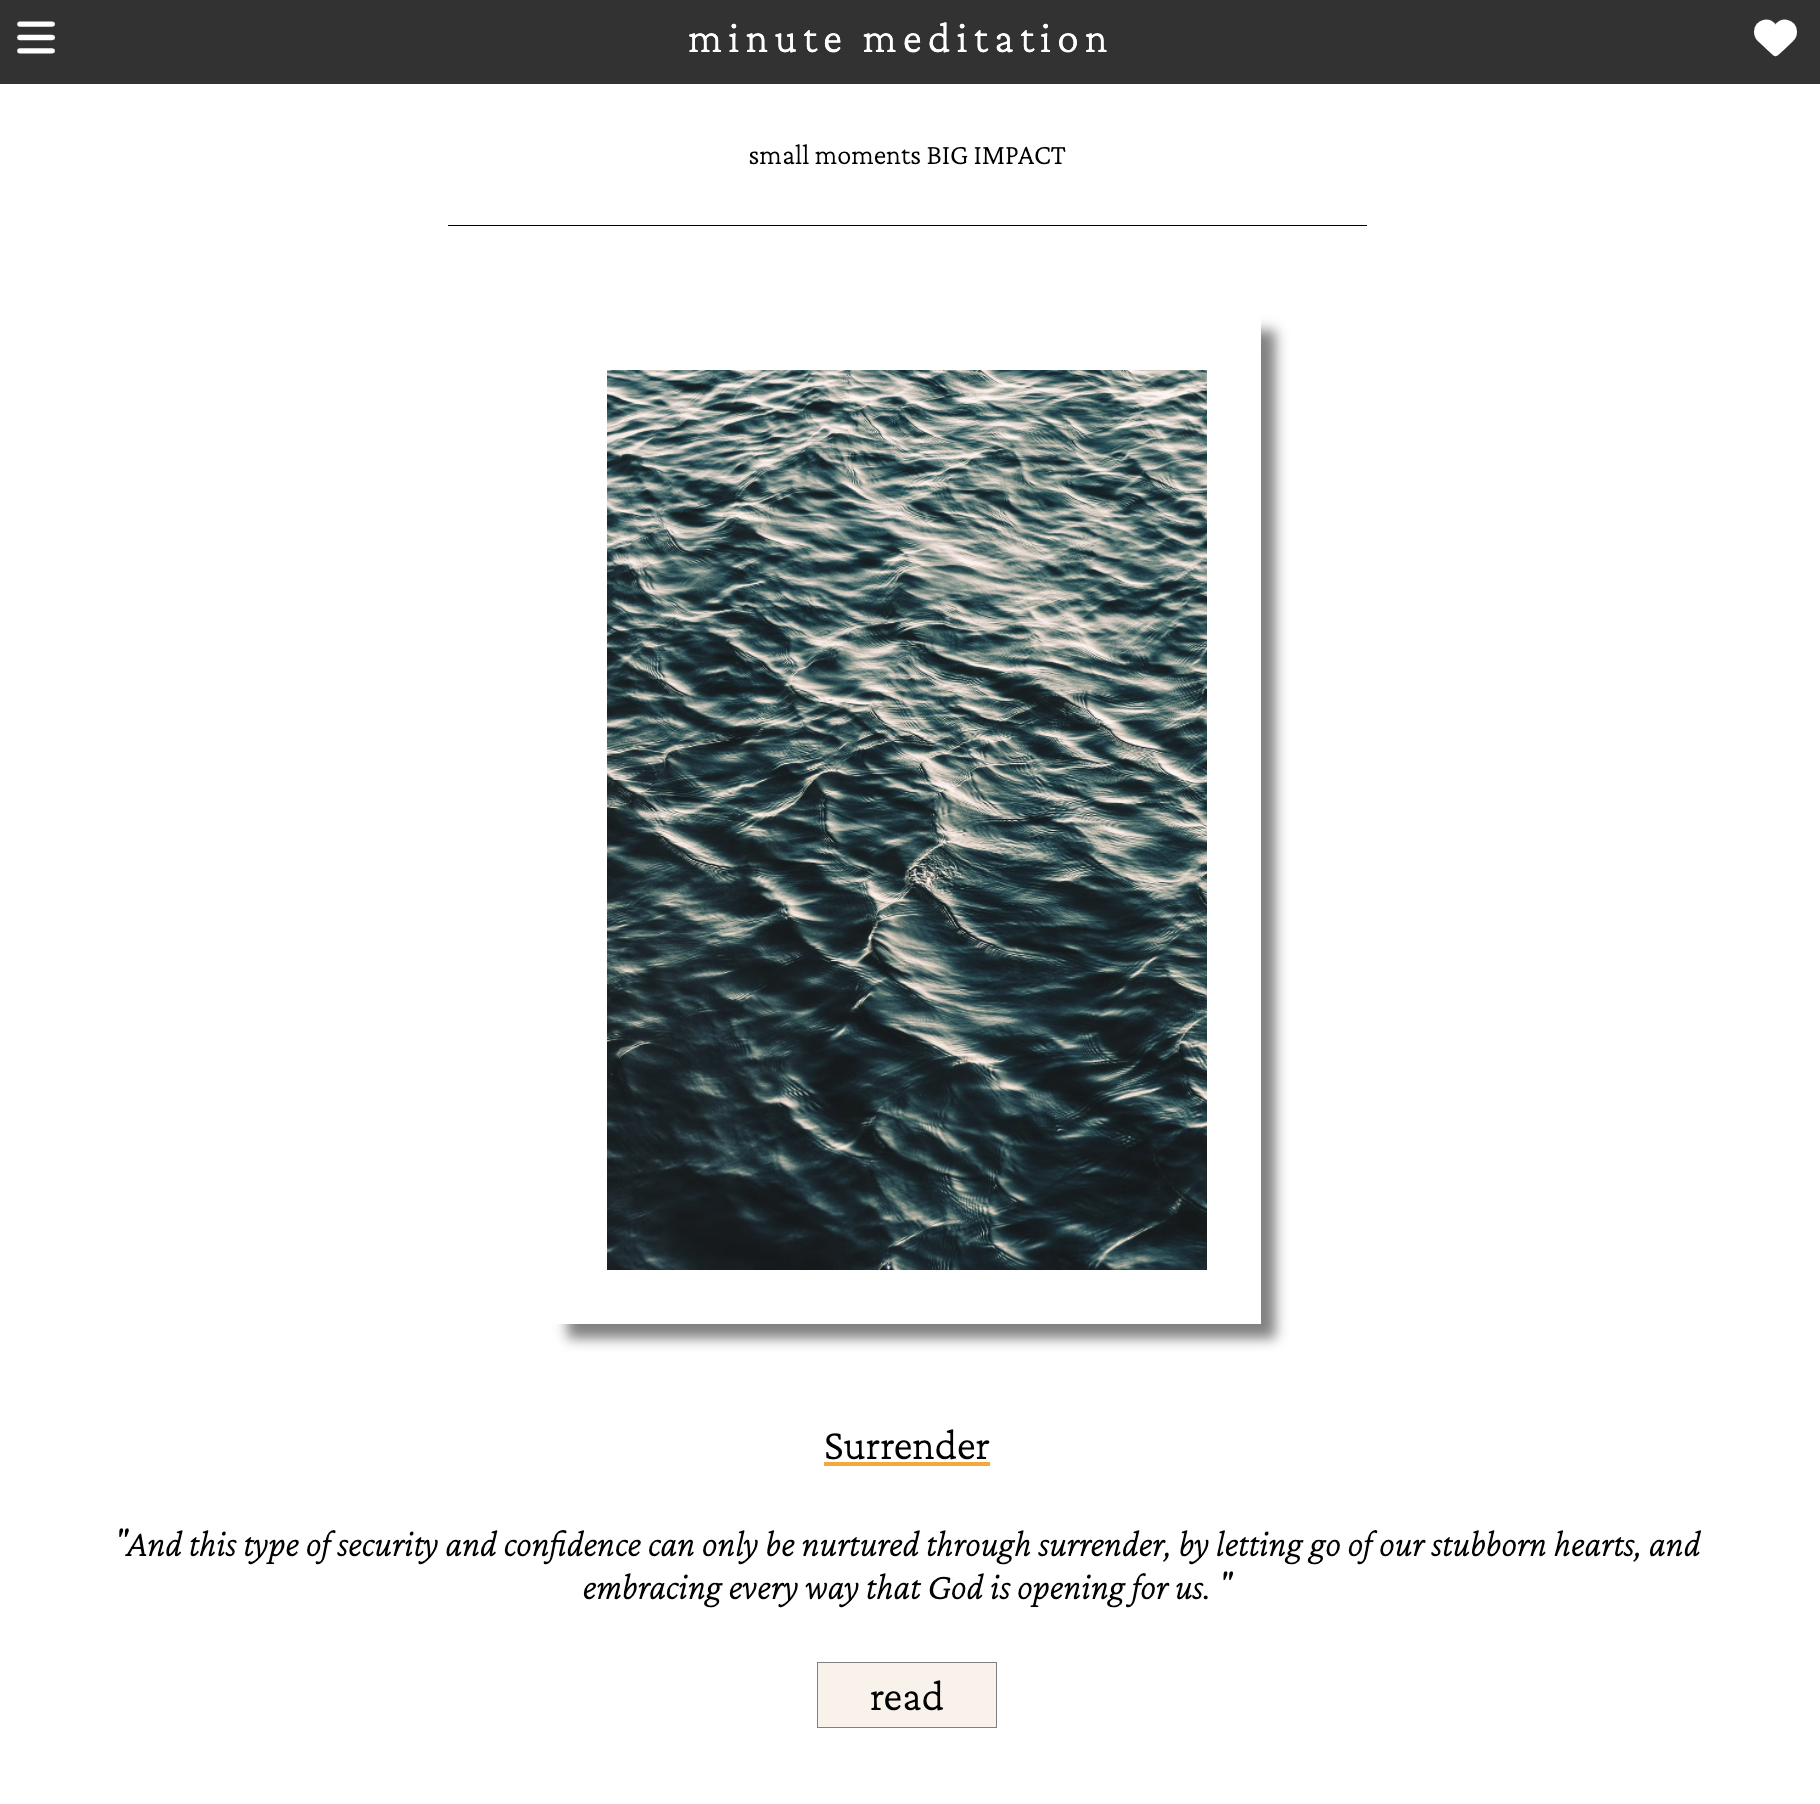 minute meditation
small moments BIG IMPACT
Surrender
"And this type of security and confidence can only be nurtured through surrender, by letting go of our stubborn hearts, and
embracing every way that God is opening for us. "
read